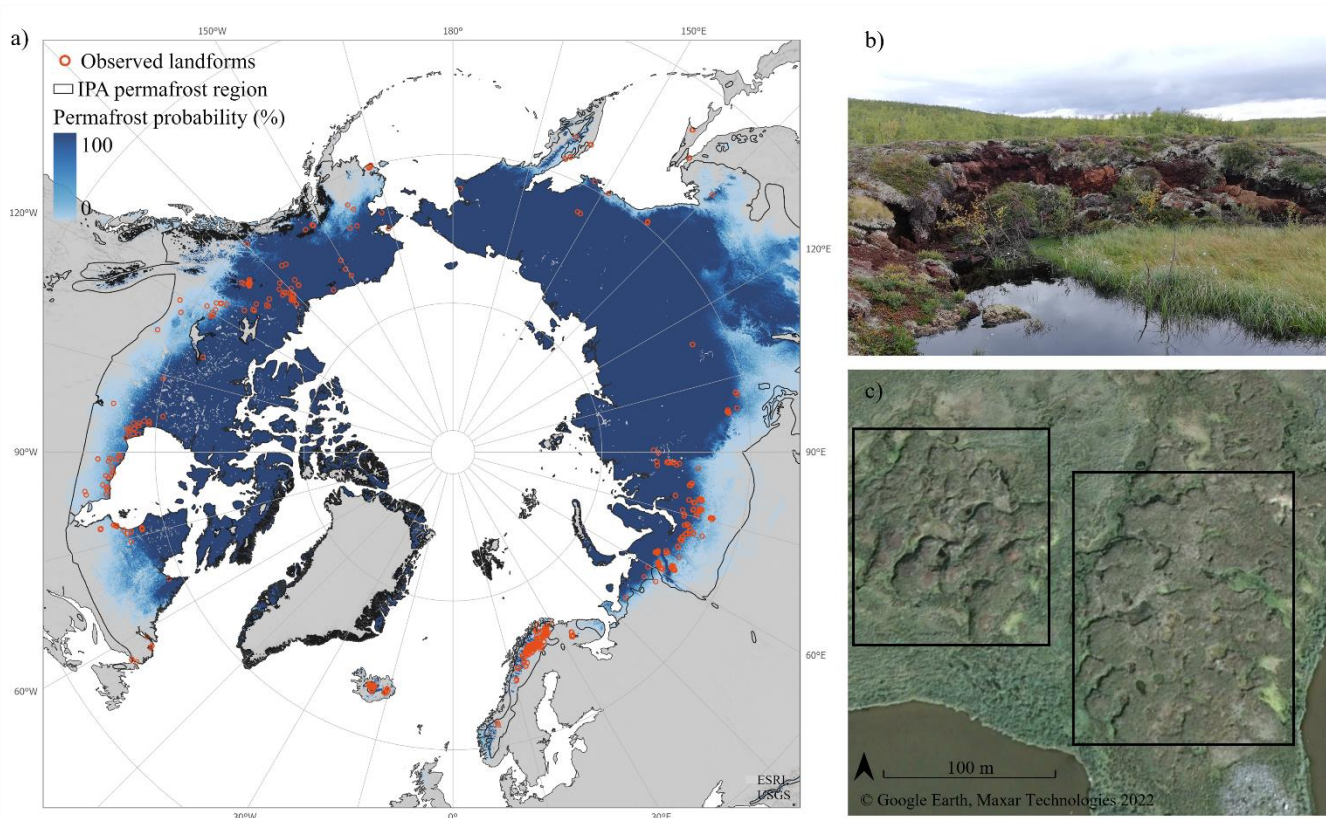 a)
150°W
180°
150°E
Observed landforms
IPA permafrost region
Permafrost probability (%)
100
0
120°W
120°E
90°W
90°E
60°W
60°E
30°W
0°
30°E
ESRI
USGS
b)
c)
100 m
© Google Earth, Maxar Technologies 2022